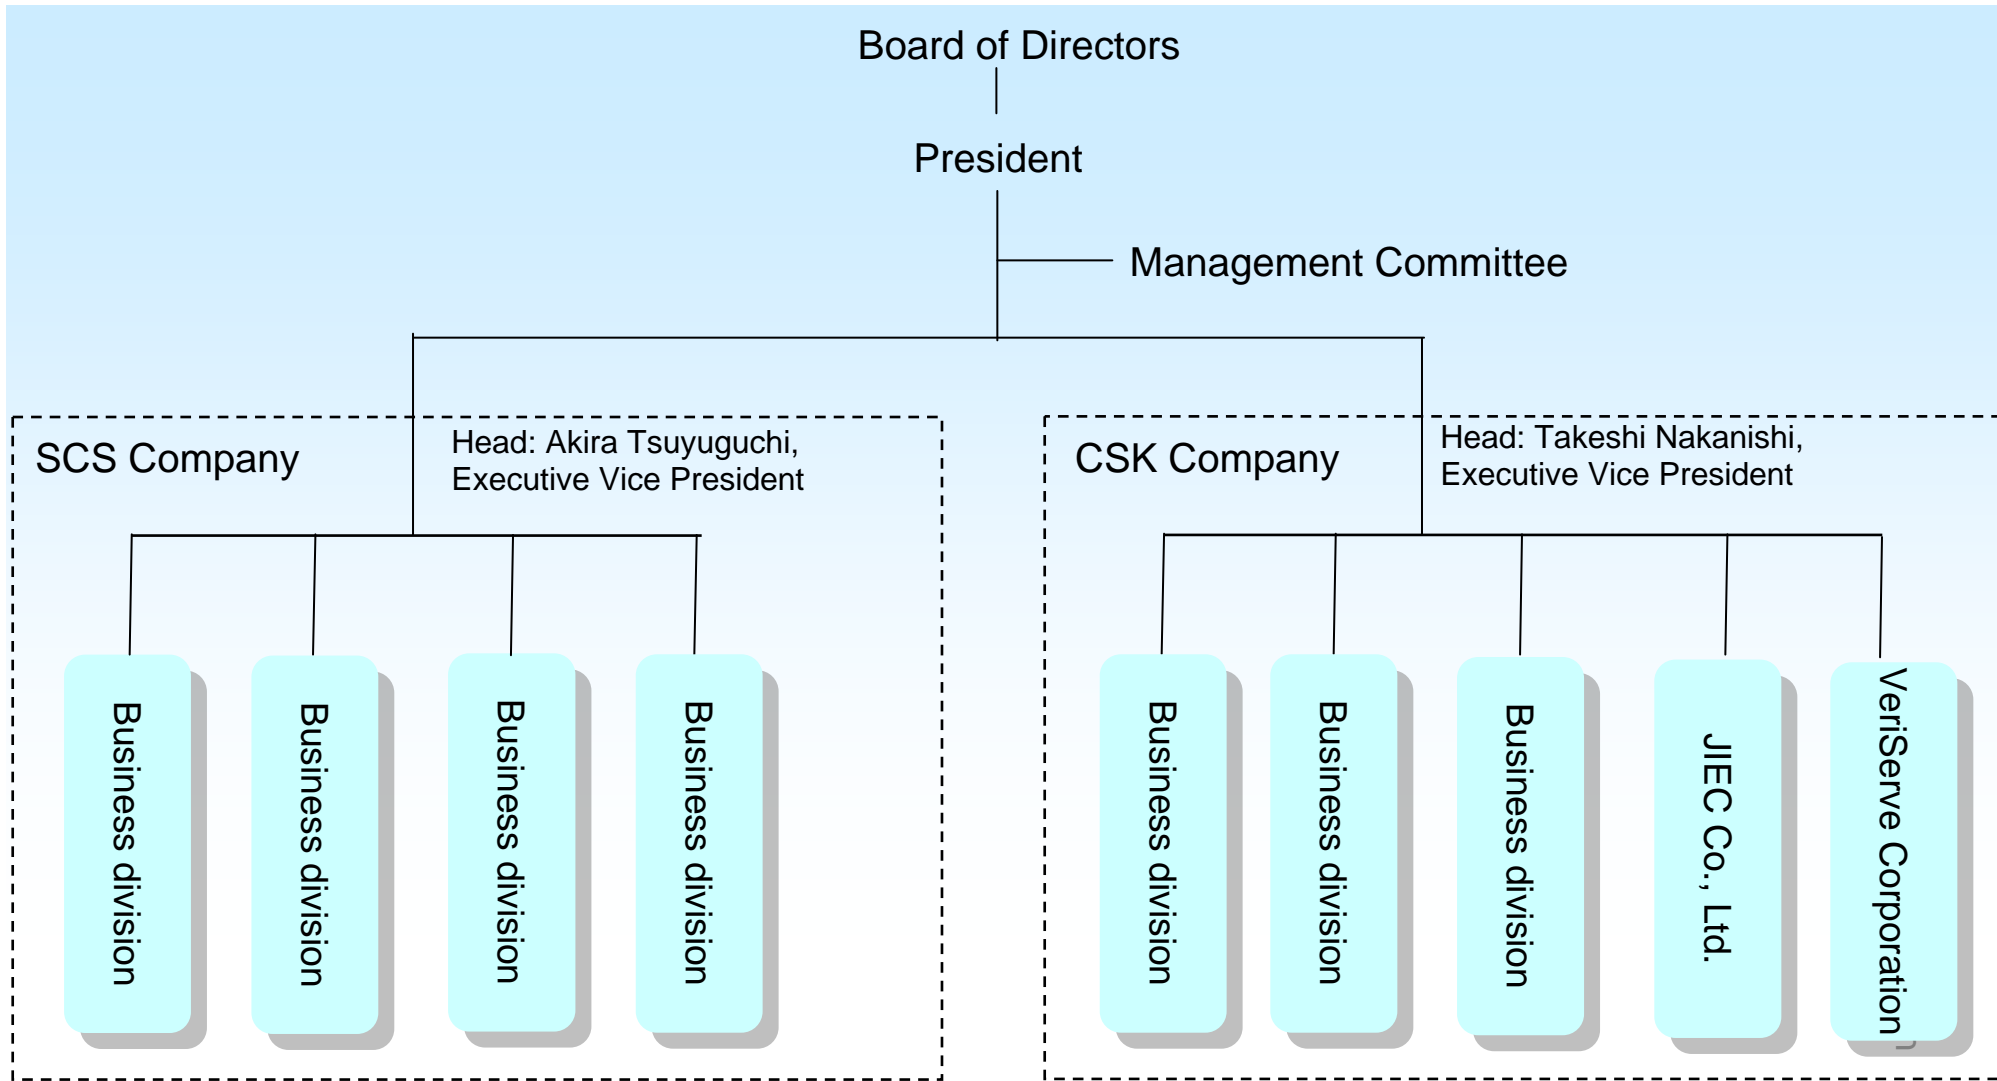 Board of Directors
President
Management Committee
SCS Company
Head: Akira Tsuyuguchi,
Executive Vice President
CSK Company
Head: Takeshi Nakanishi,
Executive Vice President
Business division
Business division
Business division
Business division
Business division
Business division
Business division
JIEC Co., Ltd.
VeriServe Corporation